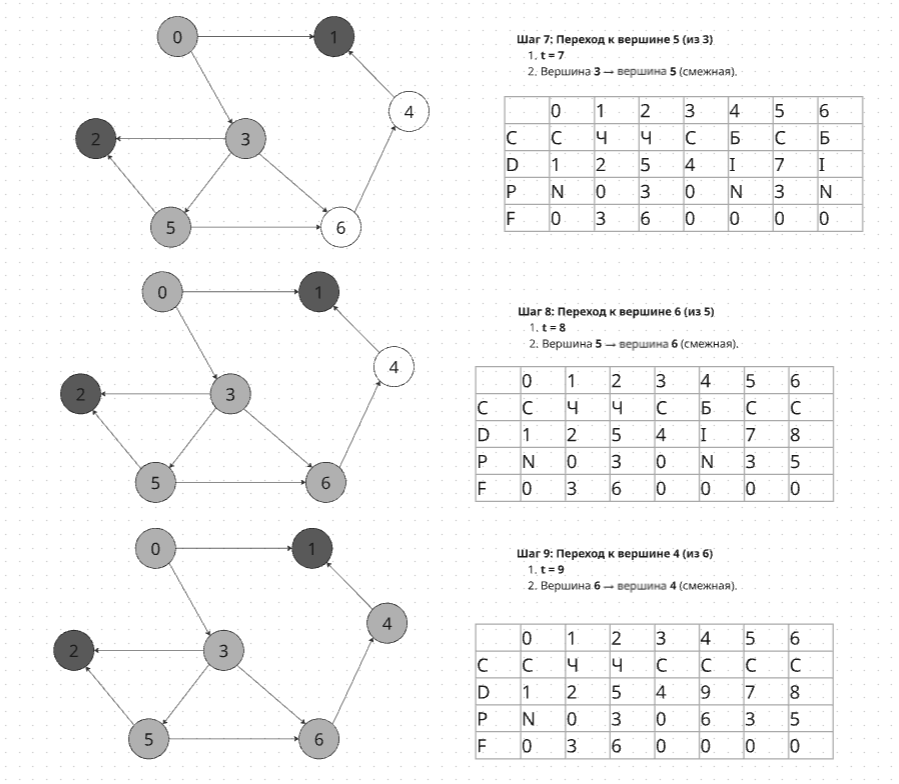 0
1
4
2
3
5
6
Шаг 7: Переход к вершине 5 (из 3)
1. t = 7
2. Вершина 3 → вершина 5 (смежная).
0 1 2 3 4 5 6
С С Ч Ч С Б С Б
D 1 2 5 4 I 7 I
P N 0 3 0 N 3 N
F 0 3 6 0 0 0 0
0
1
4
2
3
5
6
Шаг 8: Переход к вершине 6 (из 5)
1. t = 8
2. Вершина 5 → вершина 6 (смежная).
0 1 2 3 4 5 6
С С Ч Ч С Б С С
D 1 2 5 4 I 7 8
P N 0 3 0 N 3 5
F 0 3 6 0 0 0 0
0
1
4
2
3
5
6
Шаг 9: Переход к вершине 4 (из 6)
1. t = 9
2. Вершина 6 → вершина 4 (смежная).
0 1 2 3 4 5 6
С С Ч Ч С С С С
D 1 2 5 4 9 7 8
P N 0 3 0 6 3 5
F 0 3 6 0 0 0 0